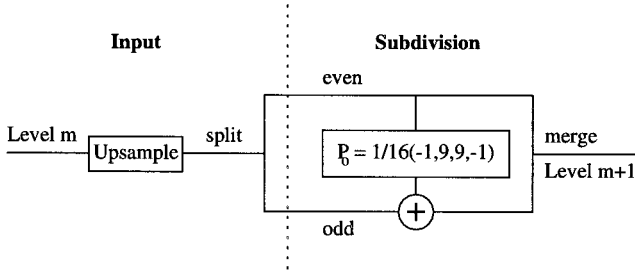 Input
Subdivision
even
Level m
Upsample
split
P₀ = 1/16(-1,9,9,-1)
merge
Level m+1
+
odd